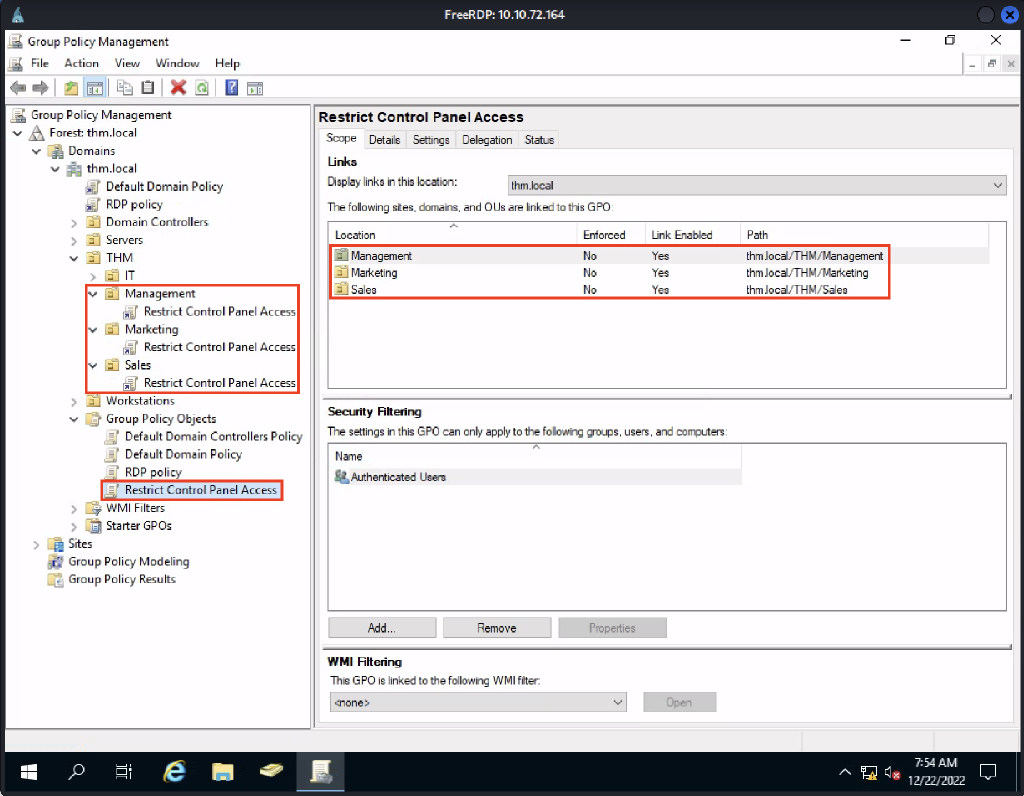 FreeRDP: 10.10.72.164
Group Policy Management
File Action View Window Help
Group Policy Management
Forest: thm.local
Domains
thm.local
Default Domain Policy
RDP policy
Domain Controllers
Servers
THM
IT
Management
Restrict Control Panel Access
Marketing
Restrict Control Panel Access
Sales
Restrict Control Panel Access
Workstations
Group Policy Objects
Default Domain Controllers Policy
Default Domain Policy
RDP policy
Restrict Control Panel Access
WMI Filters
Starter GPOs
Sites
Group Policy Modeling
Group Policy Results
Restrict Control Panel Access
Scope Details Settings Delegation Status
Links
Display links in this location: thm.local
The following sites, domains, and OUs are linked to this GPO:
Location Enforced Link Enabled Path
Management No Yes thm.local/THM/Management
Marketing No Yes thm.local/THM/Marketing
Sales No Yes thm.local/THM/Sales
Security Filtering
The settings in this GPO can only apply to the following groups, users, and computers:
Name
Authenticated Users
Add... Remove Properties
WMI Filtering
This GPO is linked to the following WMI filter:
<none> Open
7:54 AM
12/22/2022